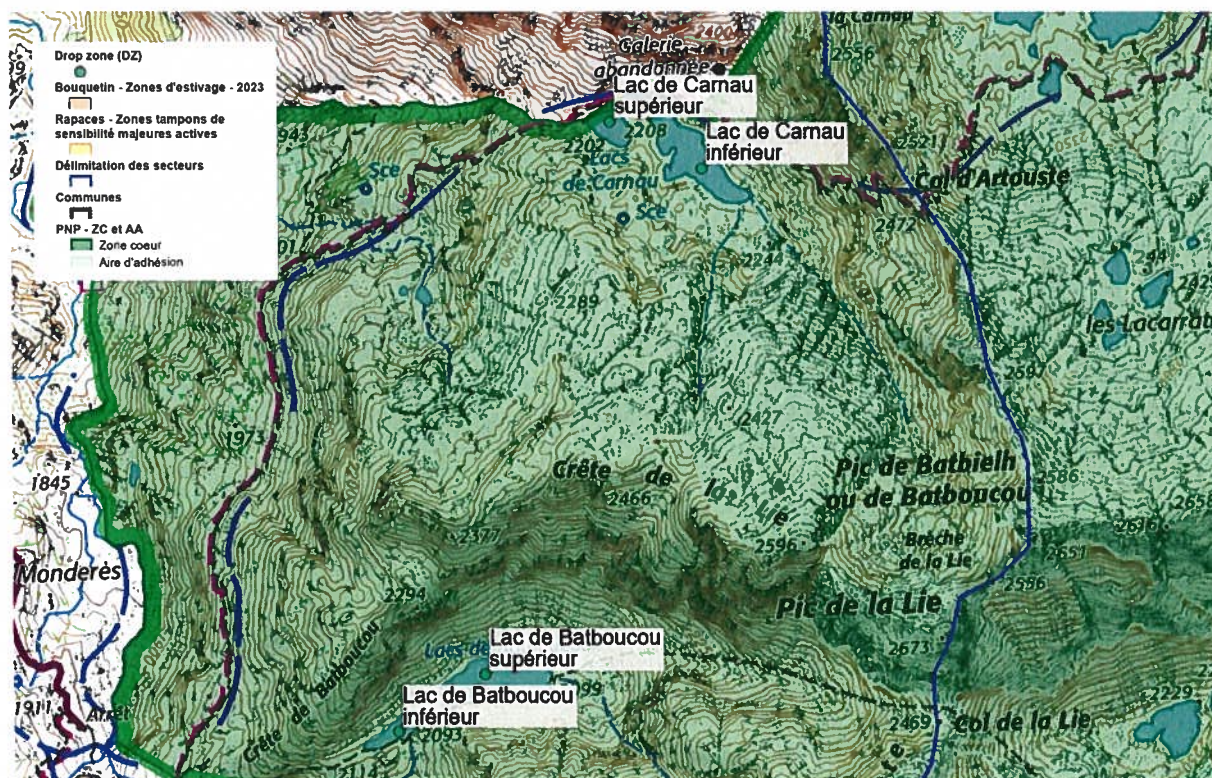 Drop zone (DZ)
Bouquetin - Zones d'estivage - 2023
Rapaces - Zones tampons de
sensibilité majeures actives
Délimitation des secteurs
Communes
PNP - ZC et AA
Zone coeur
Aire d'adhésion
la Carnau
2400
2556
Galerie
abandonnée
Lac de Carnau
supérieur
2208
2202
Lac de Carnau
inférieur
Lacs
de Carnau
Sce
Sce
2521
Col d'Artouste
2472
2244
2289
les Lacarrats
1973
1845
Pic de Batbielh
ou de Batboucou
2586
Crête de la
2466
2377
2596
Brèche
de la Lie
2616
2651
2556
Monderès
2294
Pic de la Lie
2673
Lac de Batboucou
supérieur
Lacs de
Crête de Batboucou
Lac de Batboucou
inférieur
2093
2114
2229
2469
Col de la Lie
1911
Arrêt